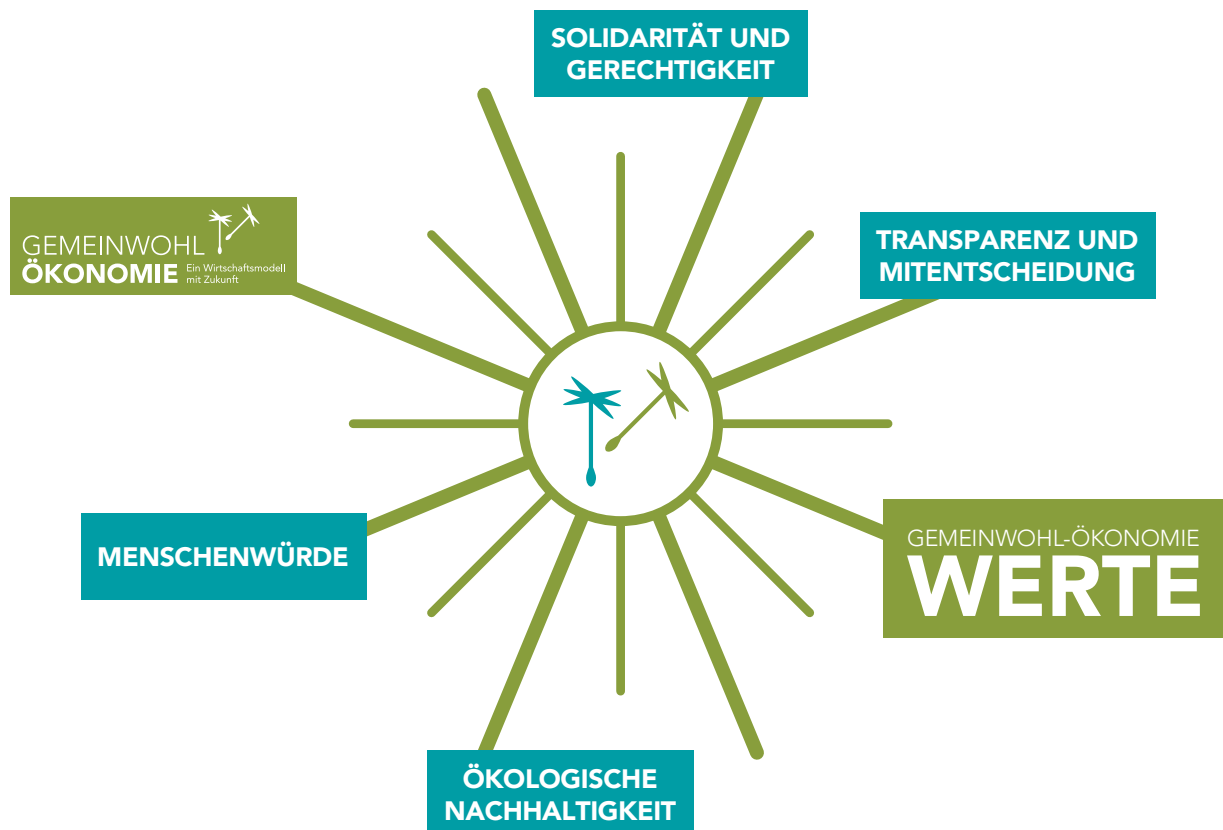 SOLIDARITÄT UND
GERECHTIGKEIT
GEMEINWOHL
ÖKONOMIE Ein Wirtschaftsmodell
mit Zukunft
TRANSPARENZ UND
MITENTSCHEIDUNG
MENSCHENWÜRDE
GEMEINWOHL-ÖKONOMIE
WERTE
ÖKOLOGISCHE
NACHHALTIGKEIT